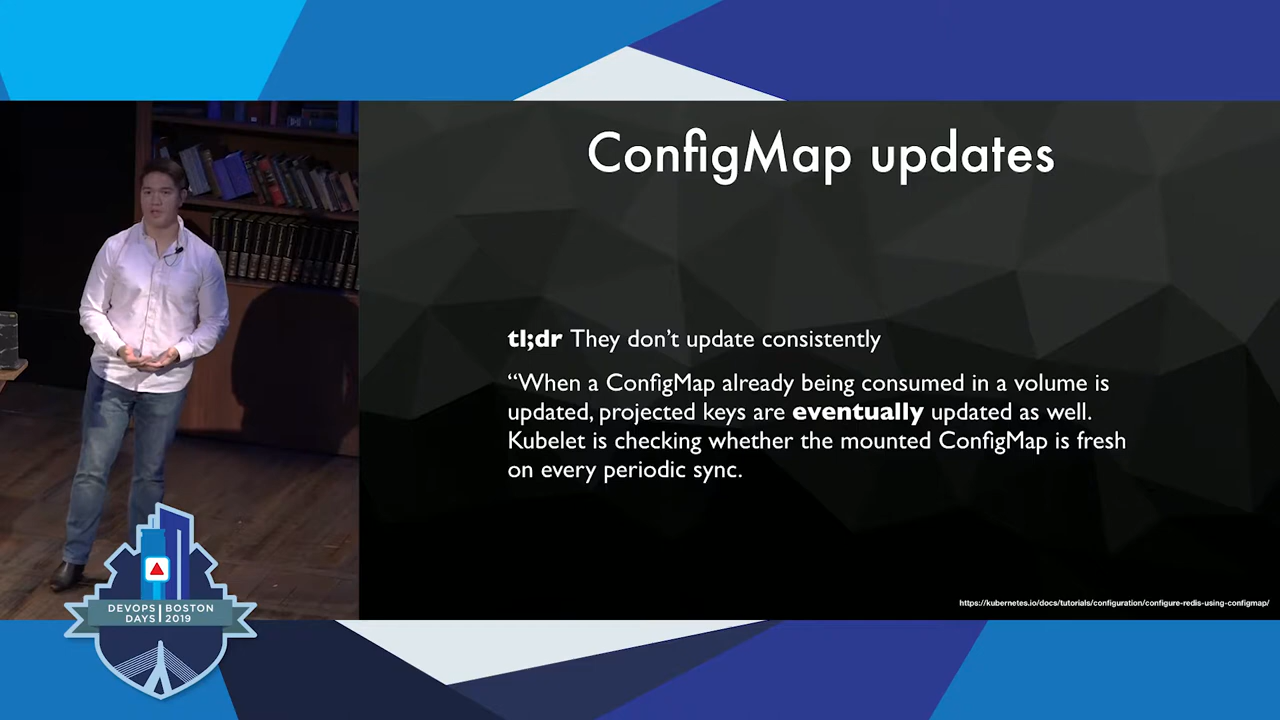 ConfigMap updates
tl;dr They don’t update consistently
“When a ConfigMap already being consumed in a volume is
updated, projected keys are eventually updated as well.
Kubelet is checking whether the mounted ConfigMap is fresh
on every periodic sync.
https://kubernetes.io/docs/tutorials/configuration/configure-redis-using-configmap/
DEVOPS BOSTON
DAYS 2019